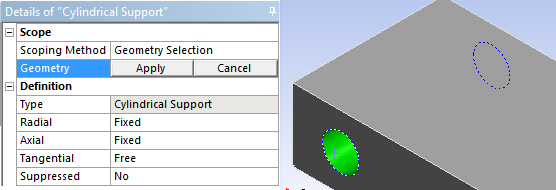 Details of "Cylindrical Support"
Scope
Scoping Method Geometry Selection
Geometry Apply Cancel
Definition
Type Cylindrical Support
Radial Fixed
Axial Fixed
Tangential Free
Suppressed No